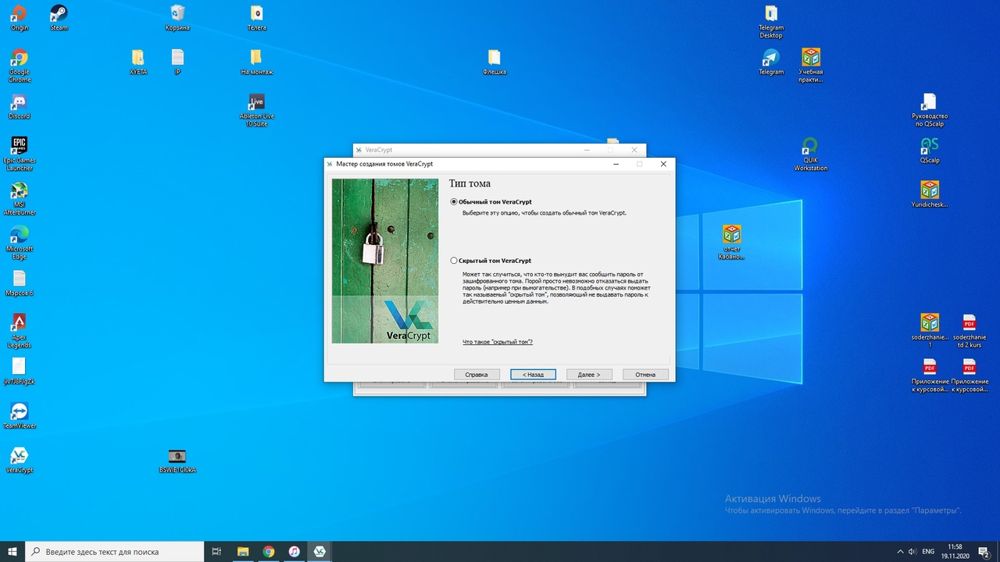 Origin
Steam
Корзина
Телега
Telegram
Desktop
Google
Chrome
XYETA
IP
На монтаж
Флешка
Telegram
Учебная
практи...
Discord
Ableton Live
10 Suite
Руководство
по QScalp
Epic Games
Launcher
QUIK
Workstation
QScalp
MSI
Afterburner
Yundichesk...
Microsoft
Edge
отчет
Кабано...
Apex
Legends
soderzhanie...
1
soderzhanie
td 2 kurs
Приложение
к курсовой...
Приложение
к курсовой...
TeamViewer
VeraCrypt
VeraCrypt
Мастер создания томов VeraCrypt
Тип тома
Обычный том VeraCrypt
Выберите эту опцию, чтобы создать обычный том VeraCrypt.
Скрытый том VeraCrypt
Может так случиться, что кто-то вынудит вас сообщить пароль от
зашифрованного тома. Порой просто невозможно отказаться выдать
пароль (например при вымогательстве). В подобных случаях поможет
так называемый "скрытый том", позволяющий не выдавать пароль к
действительно ценным данным.
Что такое "скрытый том"?
VeraCrypt
Справка
< Назад
Далее >
Отмена
Активация Windows
Чтобы активировать Windows, перейдите в раздел "Параметры".
Введите здесь текст для поиска
ENG
11:58
19.11.2020
2